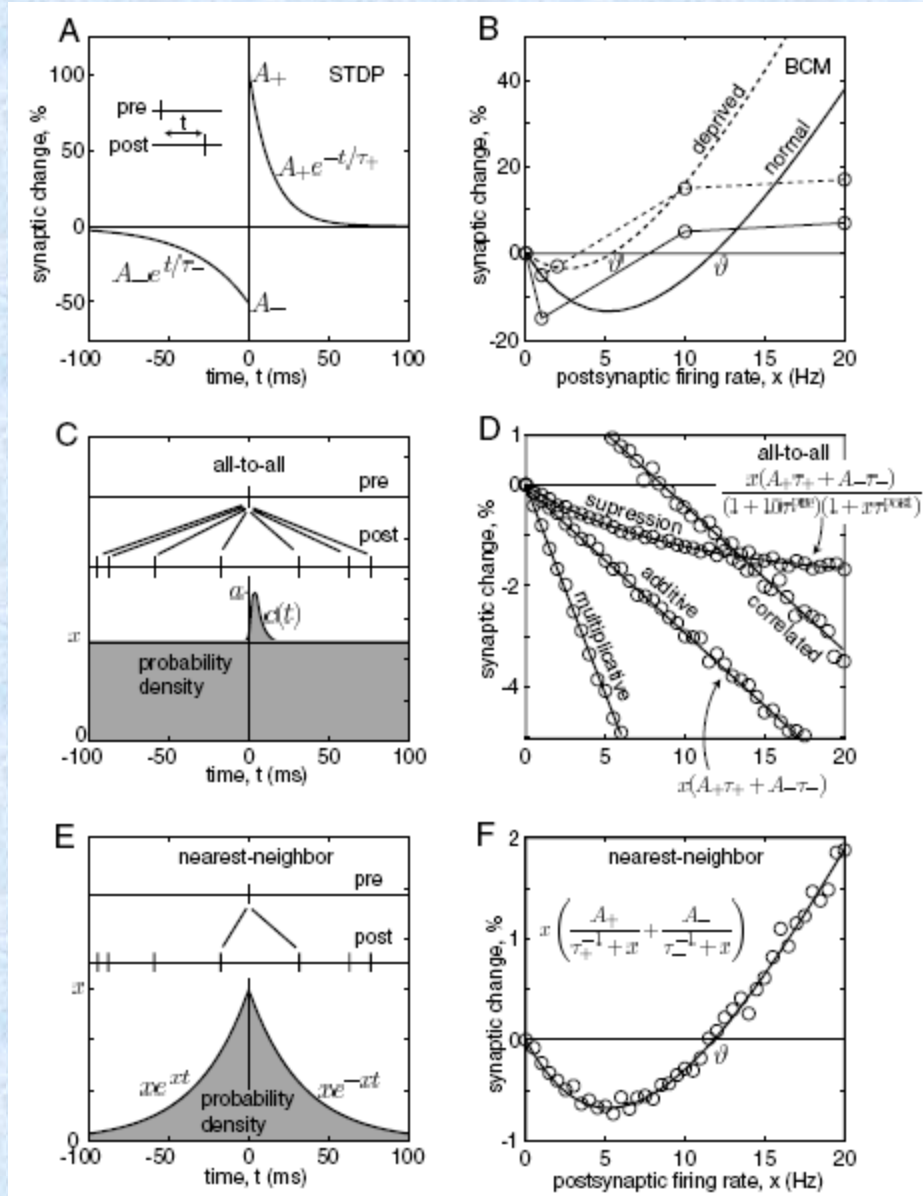 A
STDP
100
50
0
-50
A₊
A₊e^{-t/τ₊}
A₋e^{t/τ₋}
A₋
pre
t
post
synaptic change, %
-100 -50 0 50 100
time, t (ms)
B
BCM
40
20
0
-20
deprived
normal
ϑ
ϑ
synaptic change, %
0 5 10 15 20
postsynaptic firing rate, x (Hz)
C
all-to-all
pre
post
a
c(t)
x
probability
density
0
-100 -50 0 50 100
time, t (ms)
D
all-to-all
1
0
-2
-4
x(A₊τ₊ + A₋τ₋)
supression
additive
multiplicative
correlated
x(A₊τ₊ + A₋τ₋)
synaptic change, %
0 5 10 15 20
E
nearest-neighbor
pre
post
x
xe^{xt}
xe^{-xt}
probability
density
0
-100 -50 0 50 100
time, t (ms)
F
nearest-neighbor
2
1
0
-1
x(A₊/(τ₊⁻¹ + x) + A₋/(τ₋⁻¹ + x))
ϑ
synaptic change, %
0 5 10 15 20
postsynaptic firing rate, x (Hz)